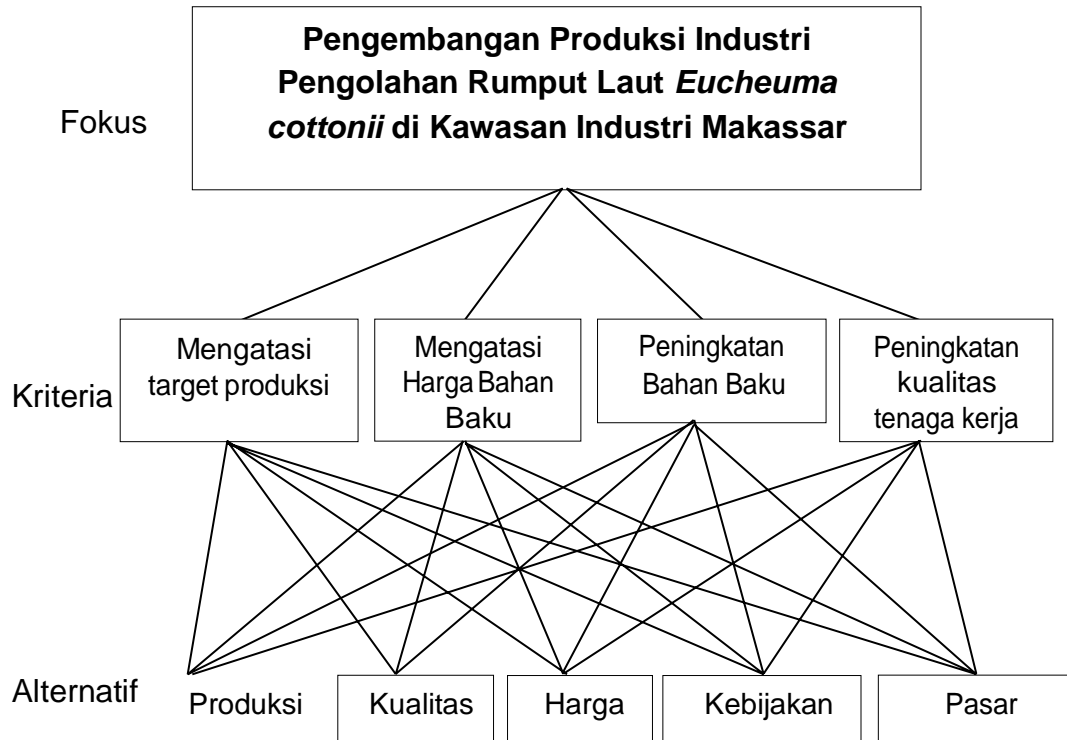 Pengembangan Produksi Industri
Pengolahan Rumput Laut Eucheuma
cottonii di Kawasan Industri Makassar
Fokus
Kriteria
Mengatasi
target produksi
Mengatasi
Harga Bahan
Baku
Peningkatan
Bahan Baku
Peningkatan
kualitas
tenaga kerja
Alternatif
Produksi
Kualitas
Harga
Kebijakan
Pasar